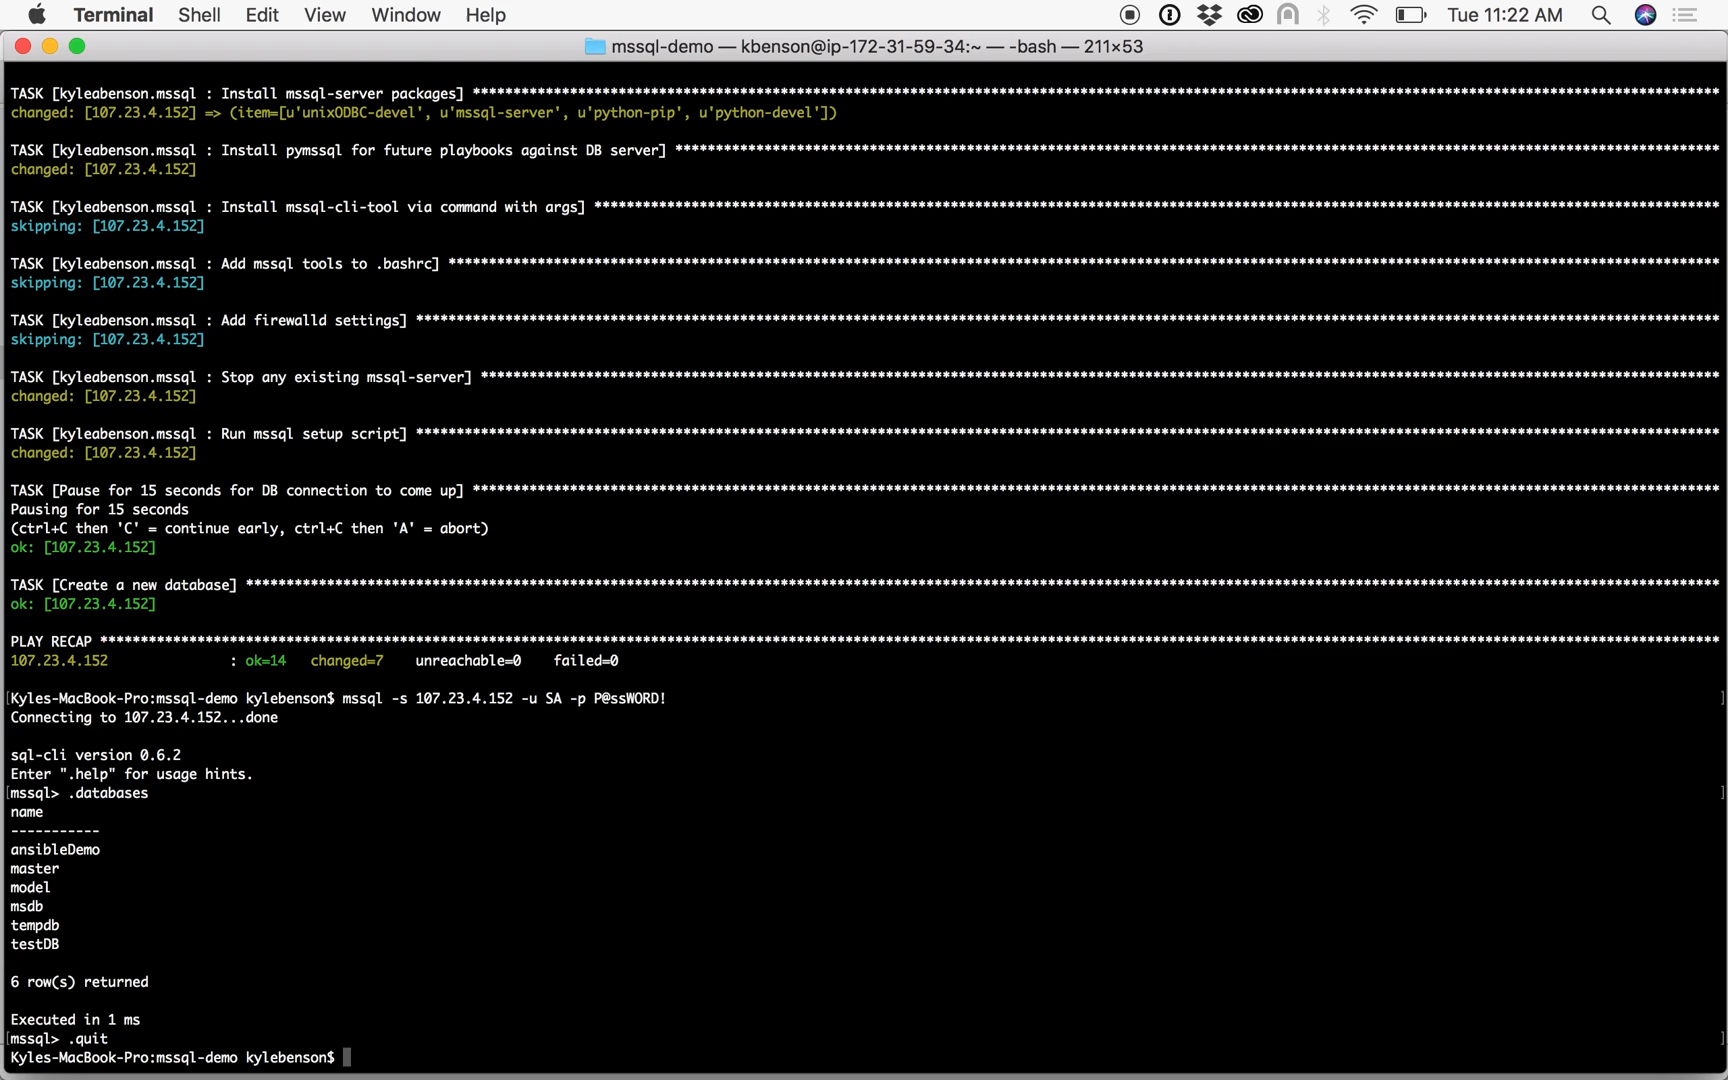 Terminal Shell Edit View Window Help Tue 11:22 AM
mssql-demo — kbenson@ip-172-31-59-34:~ — -bash — 211×53
TASK [kyleabenson.mssql : Install mssql-server packages] ****************************************************************************************************************************************************
changed: [107.23.4.152] => (item=[u'unixODBC-devel', u'mssql-server', u'python-pip', u'python-devel'])
TASK [kyleabenson.mssql : Install pymssql for future playbooks against DB server] ***************************************************************************************************************************
changed: [107.23.4.152]
TASK [kyleabenson.mssql : Install mssql-cli-tool via command with args] *************************************************************************************************************************************
skipping: [107.23.4.152]
TASK [kyleabenson.mssql : Add mssql tools to .bashrc] *******************************************************************************************************************************************************
skipping: [107.23.4.152]
TASK [kyleabenson.mssql : Add firewalld settings] ***********************************************************************************************************************************************************
skipping: [107.23.4.152]
TASK [kyleabenson.mssql : Stop any existing mssql-server] ***************************************************************************************************************************************************
changed: [107.23.4.152]
TASK [kyleabenson.mssql : Run mssql setup script] ***********************************************************************************************************************************************************
changed: [107.23.4.152]
TASK [Pause for 15 seconds for DB connection to come up] ****************************************************************************************************************************************************
Pausing for 15 seconds
(ctrl+C then 'C' = continue early, ctrl+C then 'A' = abort)
ok: [107.23.4.152]
TASK [Create a new database] ********************************************************************************************************************************************************************************
ok: [107.23.4.152]
PLAY RECAP **************************************************************************************************************************************************************************************************
107.23.4.152 : ok=14 changed=7 unreachable=0 failed=0
[Kyles-MacBook-Pro:mssql-demo kylebenson$ mssql -s 107.23.4.152 -u SA -p P@ssWORD! ]
Connecting to 107.23.4.152...done
sql-cli version 0.6.2
Enter ".help" for usage hints.
[mssql> .databases ]
name
-----------
ansibleDemo
master
model
msdb
tempdb
testDB
6 row(s) returned
Executed in 1 ms
[mssql> .quit ]
Kyles-MacBook-Pro:mssql-demo kylebenson$